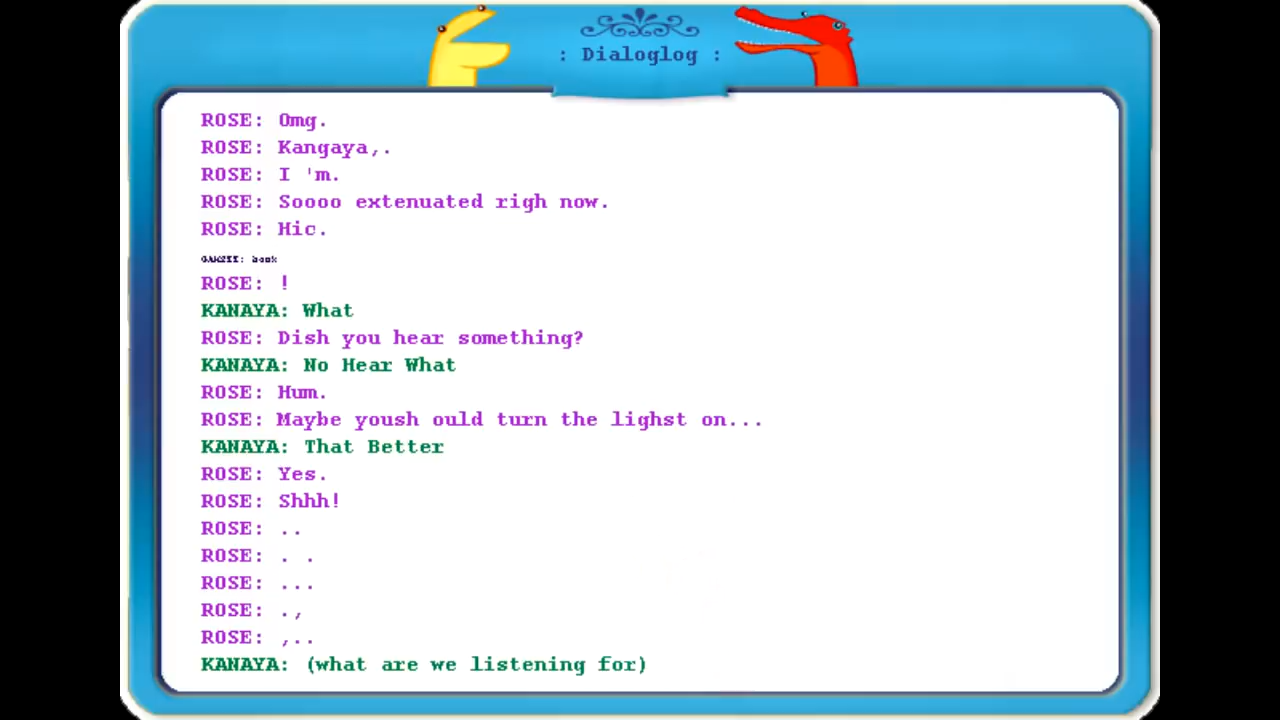 : Dialoglog :
ROSE: Omg.
ROSE: Kangaya,.
ROSE: I 'm.
ROSE: Soooo extenuated righ now.
ROSE: Hic.
GAMZEE: honk
ROSE: !
KANAYA: What
ROSE: Dish you hear something?
KANAYA: No Hear What
ROSE: Hum.
ROSE: Maybe yoush ould turn the lighst on...
KANAYA: That Better
ROSE: Yes.
ROSE: Shhh!
ROSE: ..
ROSE: . .
ROSE: ...
ROSE: .,
ROSE: ,..
KANAYA: (what are we listening for)